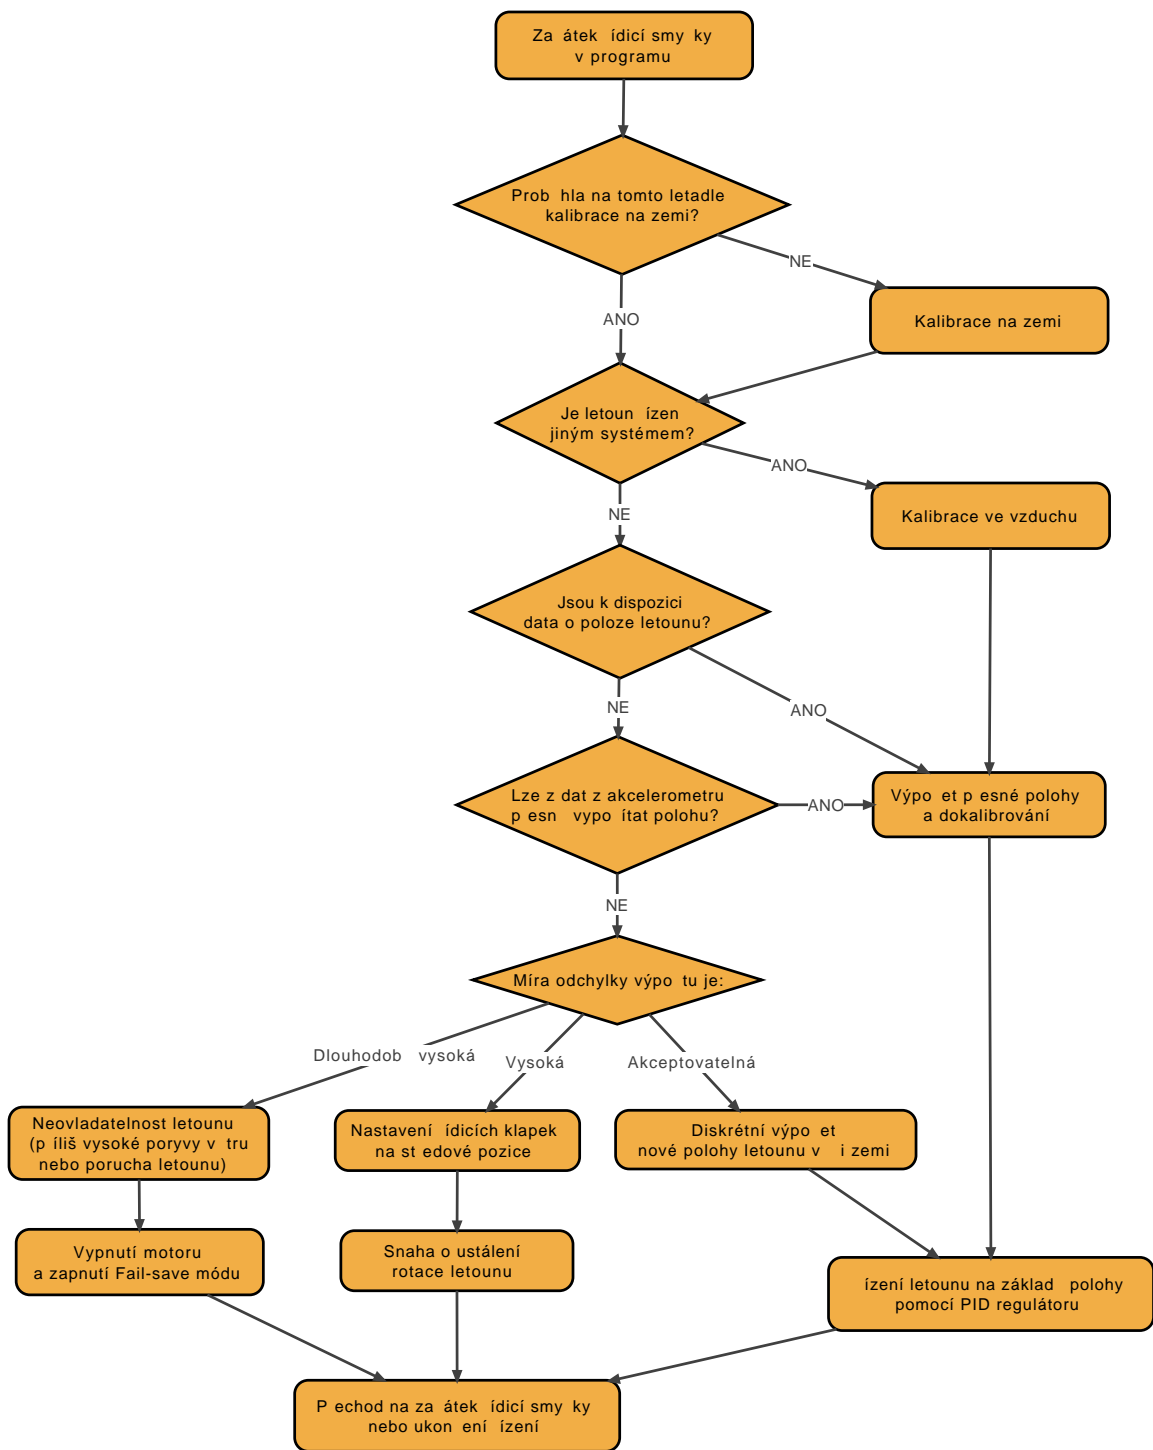 Za átek ídicí smy ky
v programu
Prob hla na tomto letadle
kalibrace na zemi?
NE
ANO
Kalibrace na zemi
Je letoun ízen
jiným systémem?
ANO
NE
Kalibrace ve vzduchu
Jsou k dispozici
data o poloze letounu?
NE
ANO
Lze z dat z akcelerometru
p esn vypo ítat polohu?
ANO
Výpo et p esné polohy
a dokalibrování
NE
Míra odchylky výpo tu je:
Dlouhodob vysoká
Vysoká
Akceptovatelná
Neovladatelnost letounu
(p íliš vysoké poryvy v tru
nebo porucha letounu)
Nastavení ídicích klapek
na st edové pozice
Diskrétní výpo et
nové polohy letounu v i zemi
Vypnutí motoru
a zapnutí Fail-save módu
Snaha o ustálení
rotace letounu
ízení letounu na základ polohy
pomocí PID regulátoru
P echod na za átek ídicí smy ky
nebo ukon ení ízení